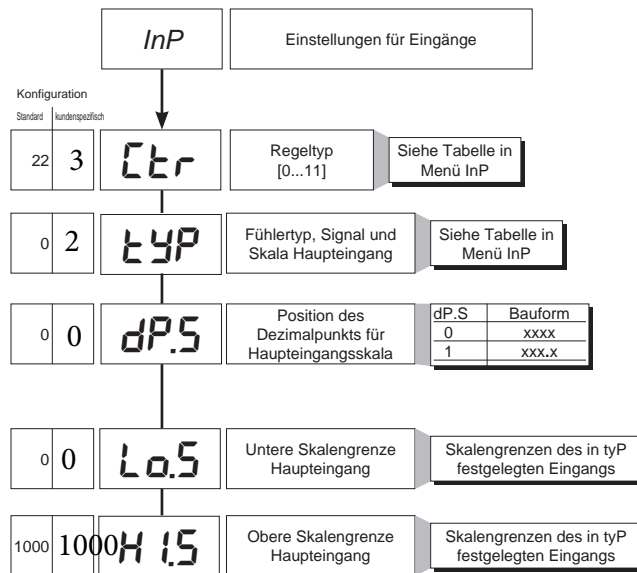 InP
Einstellungen für Eingänge
Konfiguration
Standard kundenspezifisch
22 3 Ctr
Regeltyp
[0...11]
Siehe Tabelle in
Menü InP
0 2 tYP
Fühlertyp, Signal und
Skala Haupteingang
Siehe Tabelle in
Menü InP
0 0 dP.S
Position des
Dezimalpunkts für
Haupteingangsskala
dP.S Bauform
0 xxxx
1 xxx.x
0 0 Lo.S
Untere Skalengrenze
Haupteingang
Skalengrenzen des in tyP
festgelegten Eingangs
1000 1000 HI.S
Obere Skalengrenze
Haupteingang
Skalengrenzen des in tyP
festgelegten Eingangs